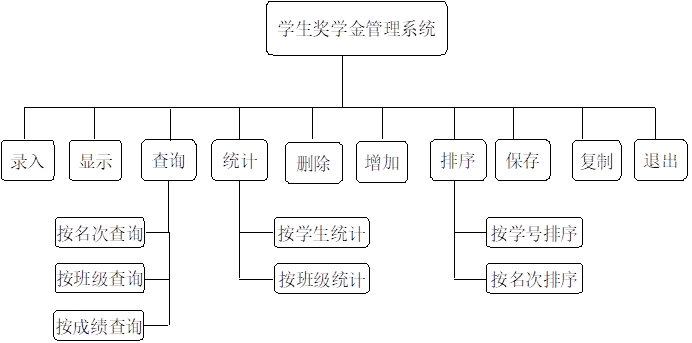 学生奖学金管理系统
录入
显示
查询
统计
删除
增加
排序
保存
复制
退出
按名次查询
按学生统计
按学号排序
按班级查询
按班级统计
按名次排序
按成绩查询